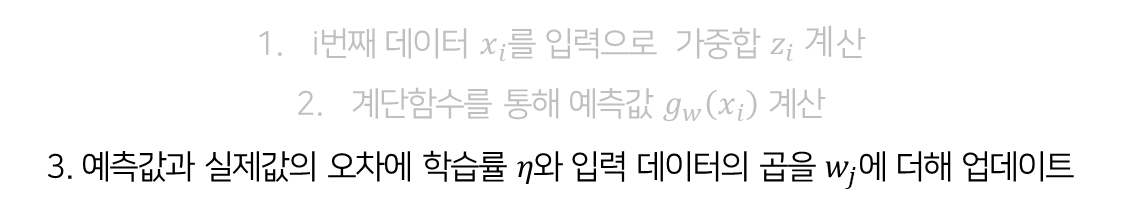 1. i번째 데이터 xᵢ를 입력으로 가중합 zᵢ 계산
2. 계단함수를 통해 예측값 g_w(xᵢ) 계산
3. 예측값과 실제값의 오차에 학습률 η와 입력 데이터의 곱을 wⱼ에 더해 업데이트